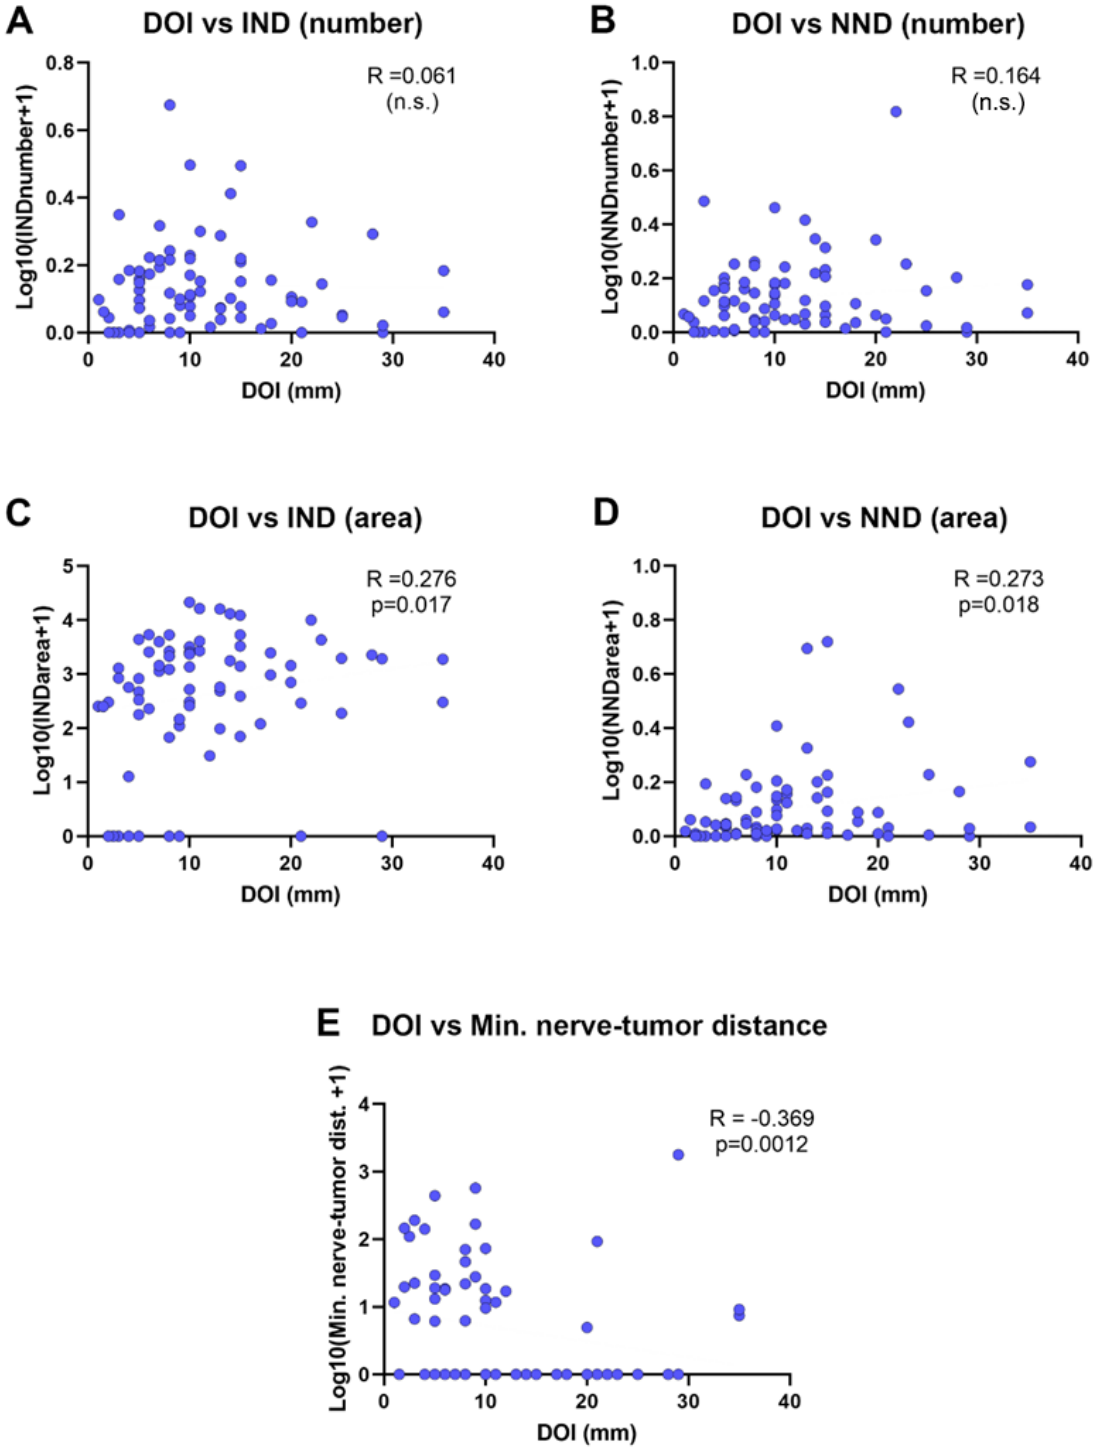 A DOI vs IND (number)
R =0.061
(n.s.)
Log10(INDnumber+1)
0.8
0.6
0.4
0.2
0.0
0 10 20 30 40
DOI (mm)
B DOI vs NND (number)
R =0.164
(n.s.)
Log10(NNDnumber+1)
1.0
0.8
0.6
0.4
0.2
0.0
0 10 20 30 40
DOI (mm)
C DOI vs IND (area)
R =0.276
p=0.017
Log10(INDarea+1)
5
4
3
2
1
0
0 10 20 30 40
DOI (mm)
D DOI vs NND (area)
R =0.273
p=0.018
Log10(NNDarea+1)
1.0
0.8
0.6
0.4
0.2
0.0
0 10 20 30 40
DOI (mm)
E DOI vs Min. nerve-tumor distance
R = -0.369
p=0.0012
Log10(Min. nerve-tumor dist. +1)
4
3
2
1
0
0 10 20 30 40
DOI (mm)